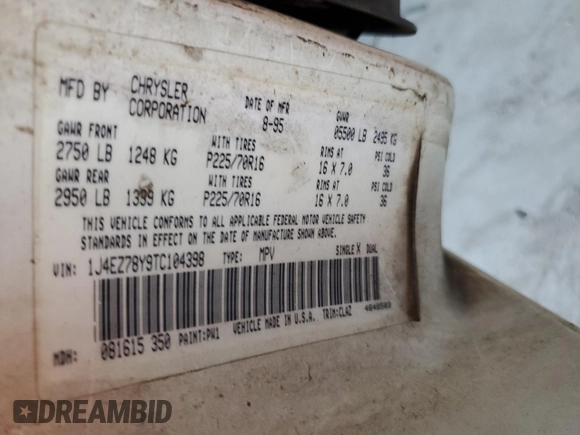 MFD BY CHRYSLER CORPORATION DATE OF MFR 8-95 GVWR 05500 LB 2495 KG
GAWR FRONT WITH TIRES RIMS AT PSI COLD
2750 LB 1248 KG P225/70R16 16 X 7.0 36
GAWR REAR WITH TIRES RIMS AT PSI COLD
2950 LB 1399 KG P225/70R16 16 X 7.0 36
THIS VEHICLE CONFORMS TO ALL APPLICABLE FEDERAL MOTOR VEHICLE SAFETY
STANDARDS IN EFFECT ON THE DATE OF MANUFACTURE SHOWN ABOVE.
VIN: 1J4EZ78Y9TC104398 TYPE: MPV SINGLE X DUAL
MDH: 081615 350 PAINT: PW1 VEHICLE MADE IN U.S.A. TRIM: CLAZ
DREAMBID